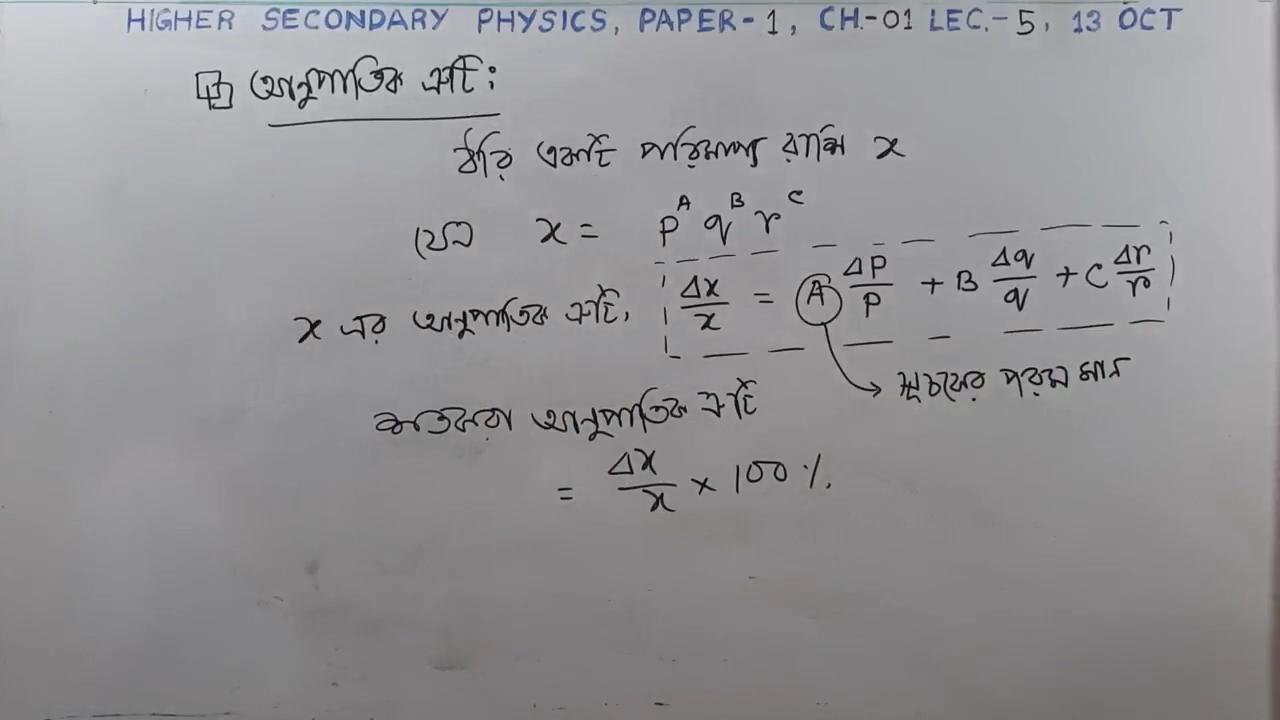 HIGHER SECONDARY PHYSICS, PAPER-1, CH.-01 LEC.-5, 13 OCT
আনুপাতিক ত্রুটি:
ধরি একটি পরিমাপ্য রাশি x
যেন x = p^A q^B r^C
x এর আনুপাতিক ত্রুটি, Δx/x = A Δp/p + B Δq/q + C Δr/r
সূচকের পরম মান
শতকরা আনুপাতিক ত্রুটি
= Δx/x × 100%.